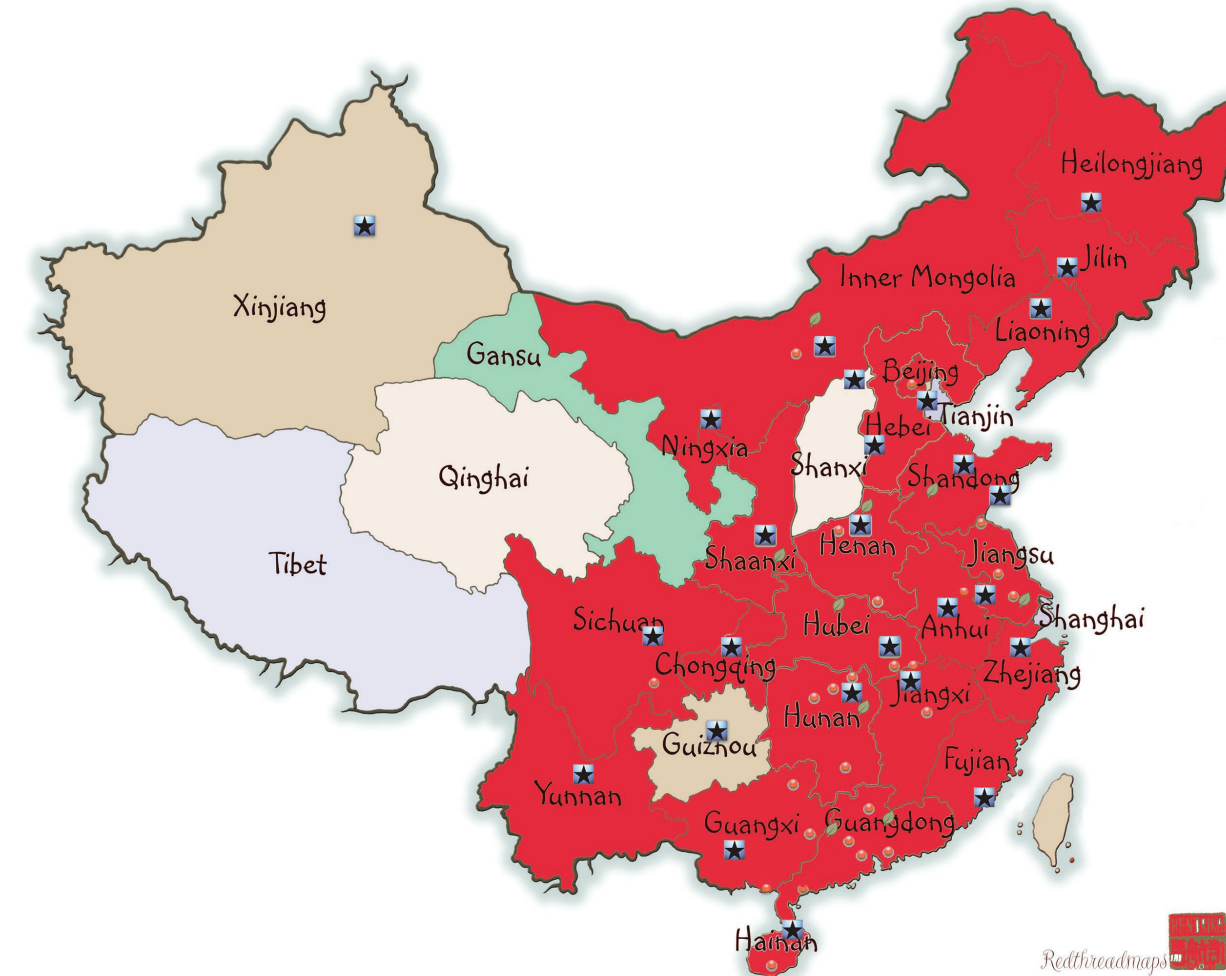 Heilongjiang
Jilin
Inner Mongolia
Liaoning
Xinjiang
Gansu
Beijing
Tianjin
Hebei
Ningxia
Shanxi
Qinghai
Shandong
Henan
Shaanxi
Jiangsu
Tibet
Sichuan
Hubei
Anhui
Shanghai
Chongqing
Zhejiang
Jiangxi
Hunan
Guizhou
Fujian
Yunnan
Guangxi
Guangdong
Hainan
Redthreadmaps